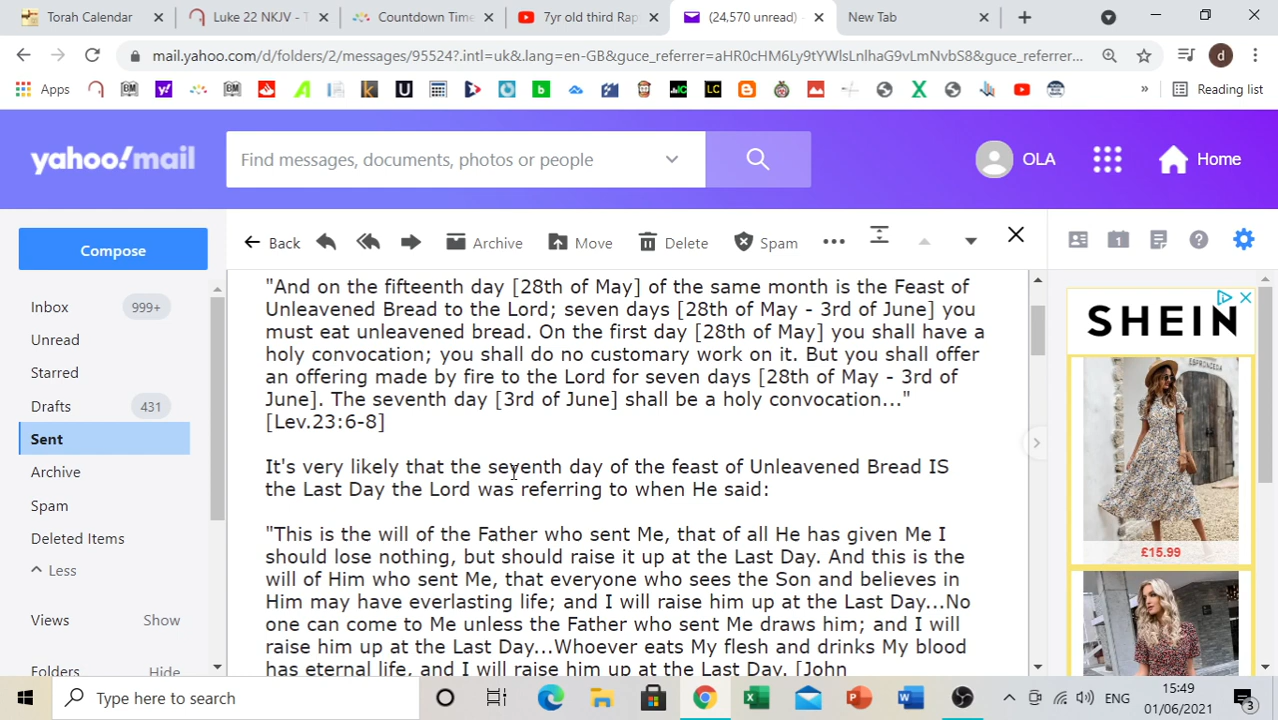 Torah Calendar
Luke 22 NKJV - T
Countdown Time
7yr old third Rap
(24,570 unread)
New Tab
mail.yahoo.com/d/folders/2/messages/95524?.intl=uk&.lang=en-GB&guce_referrer=aHR0cHM6Ly9tYWlsLnlhaG9vLmNvbS8&guce_referrer...
d
Apps
Reading list
yahoo!mail
Find messages, documents, photos or people
OLA
Home
Compose
Back
Archive
Move
Delete
Spam
Inbox
999+
Unread
Starred
Drafts
431
Sent
Archive
Spam
Deleted Items
Less
Views
Show
Folders
Hide
"And on the fifteenth day [28th of May] of the same month is the Feast of
Unleavened Bread to the Lord; seven days [28th of May - 3rd of June] you
must eat unleavened bread. On the first day [28th of May] you shall have a
holy convocation; you shall do no customary work on it. But you shall offer
an offering made by fire to the Lord for seven days [28th of May - 3rd of
June]. The seventh day [3rd of June] shall be a holy convocation..."
[Lev.23:6-8]
It's very likely that the seventh day of the feast of Unleavened Bread IS
the Last Day the Lord was referring to when He said:
"This is the will of the Father who sent Me, that of all He has given Me I
should lose nothing, but should raise it up at the Last Day. And this is the
will of Him who sent Me, that everyone who sees the Son and believes in
Him may have everlasting life; and I will raise him up at the Last Day...No
one can come to Me unless the Father who sent Me draws him; and I will
raise him up at the Last Day...Whoever eats My flesh and drinks My blood
has eternal life, and I will raise him up at the Last Day. [John
SHEIN
£15.99
Type here to search
ENG
15:49
01/06/2021
3